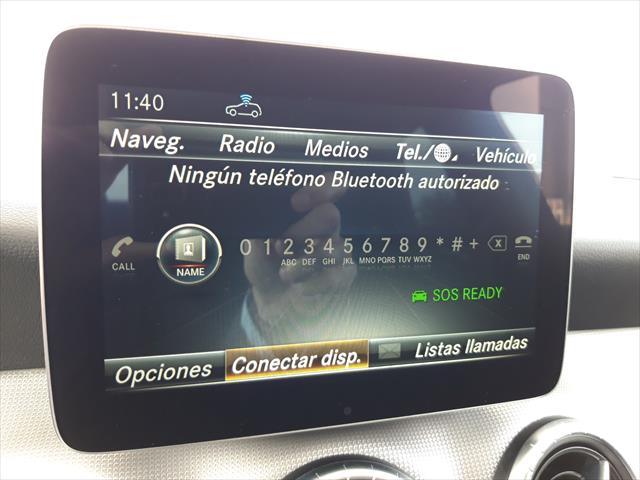 11:40
Naveg. Radio Medios Tel./ Vehículo
Ningún teléfono Bluetooth autorizado
CALL NAME 0 1 2 3 4 5 6 7 8 9 * # + END
ABC DEF GHI JKL MNO PQRS TUV WXYZ
SOS READY
Opciones Conectar disp. Listas llamadas